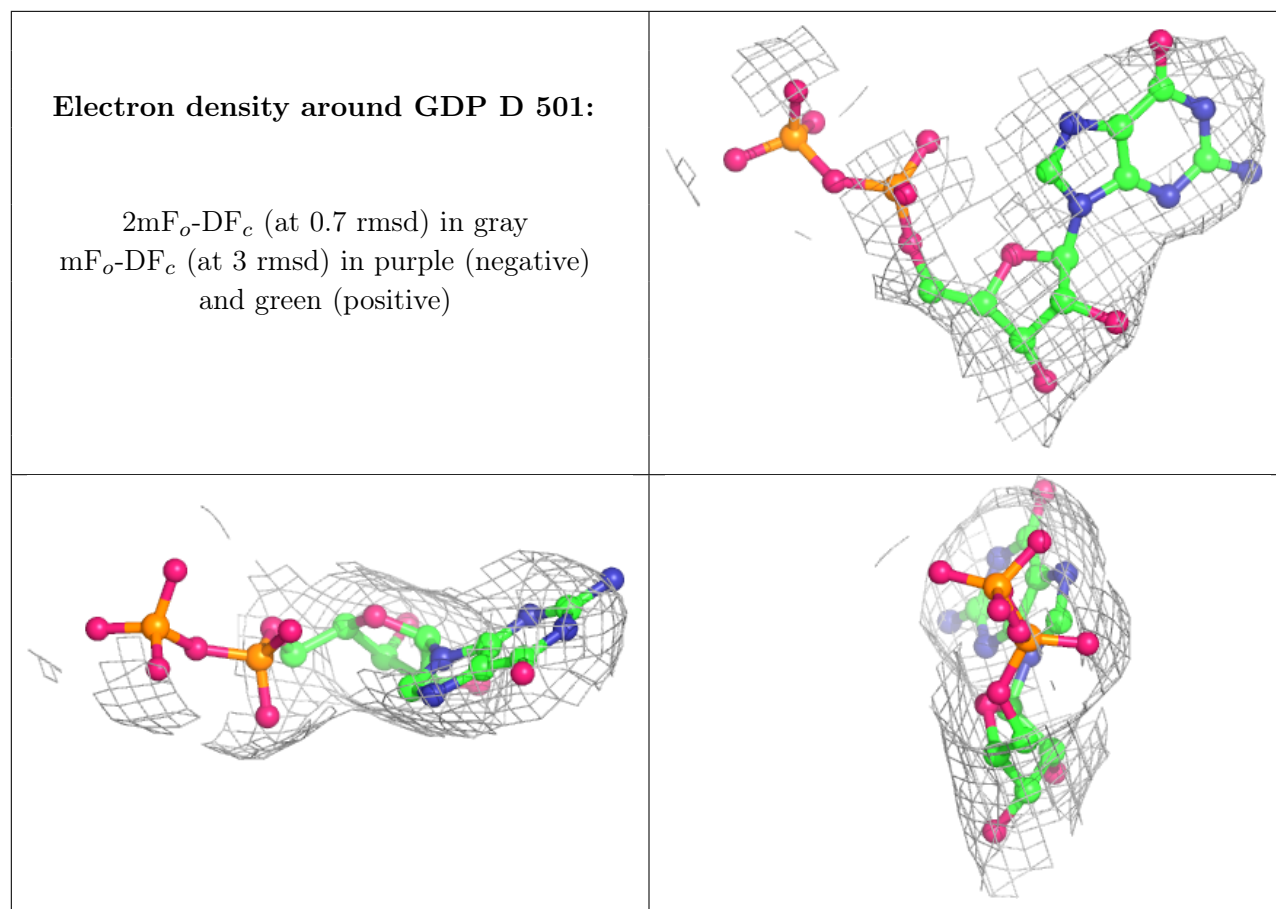 Electron density around GDP D 501:
2mFₒ-DF𝑐 (at 0.7 rmsd) in gray
mFₒ-DF𝑐 (at 3 rmsd) in purple (negative)
and green (positive)